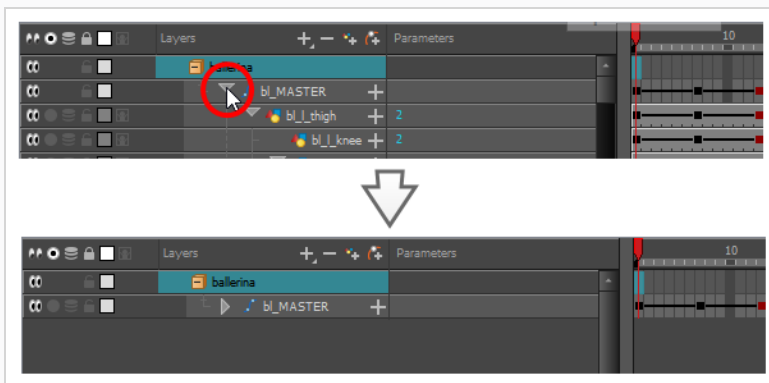 Layers Parameters 10
ballerina
bl_MASTER
bl_l_thigh 2
bl_l_knee 2
Layers Parameters 10
ballerina
bl_MASTER